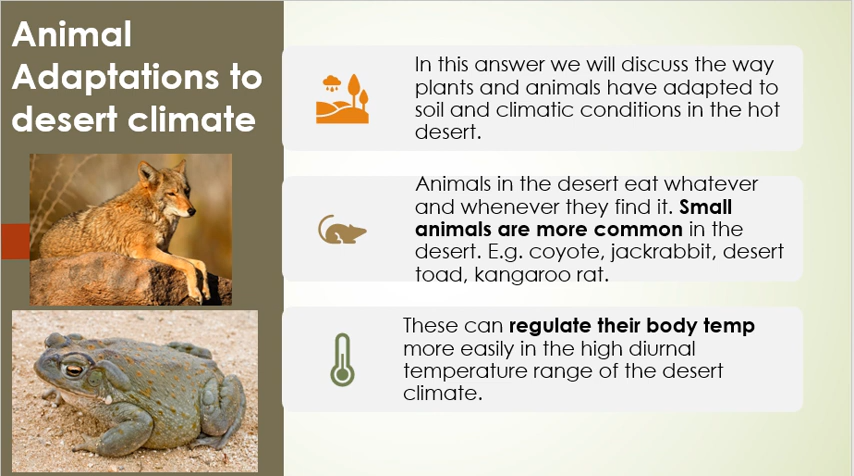 Animal
Adaptations to
desert climate
In this answer we will discuss the way
plants and animals have adapted to
soil and climatic conditions in the hot
desert.
Animals in the desert eat whatever
and whenever they find it. Small
animals are more common in the
desert. E.g. coyote, jackrabbit, desert
toad, kangaroo rat.
These can regulate their body temp
more easily in the high diurnal
temperature range of the desert
climate.